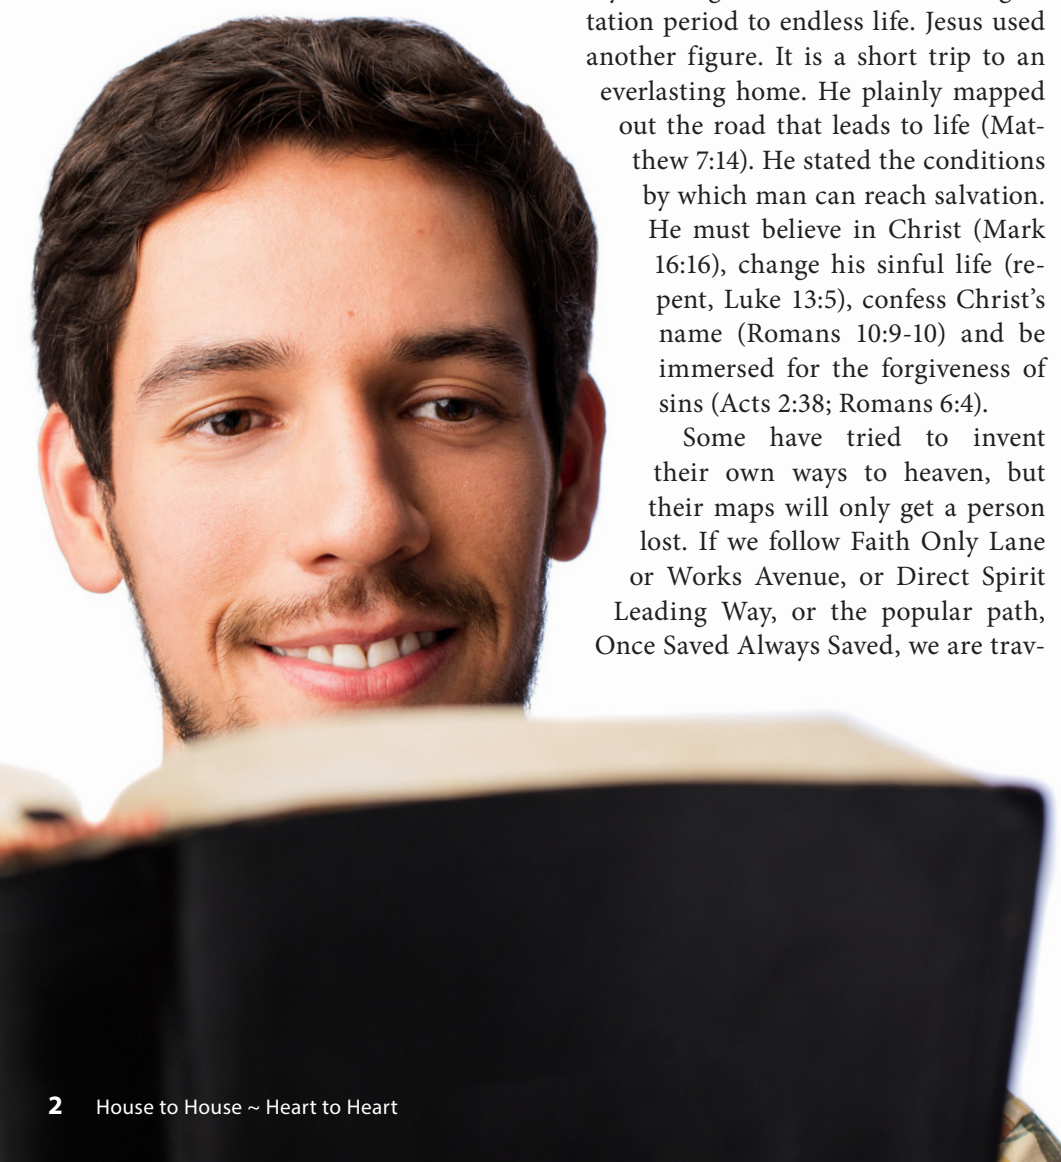 tation period to endless life. Jesus used
another figure. It is a short trip to an
everlasting home. He plainly mapped
out the road that leads to life (Mat-
thew 7:14). He stated the conditions
by which man can reach salvation.
He must believe in Christ (Mark
16:16), change his sinful life (re-
pent, Luke 13:5), confess Christ’s
name (Romans 10:9-10) and be
immersed for the forgiveness of
sins (Acts 2:38; Romans 6:4).
Some have tried to invent
their own ways to heaven, but
their maps will only get a person
lost. If we follow Faith Only Lane
or Works Avenue, or Direct Spirit
Leading Way, or the popular path,
Once Saved Always Saved, we are trav-
2 House to House ~ Heart to Heart